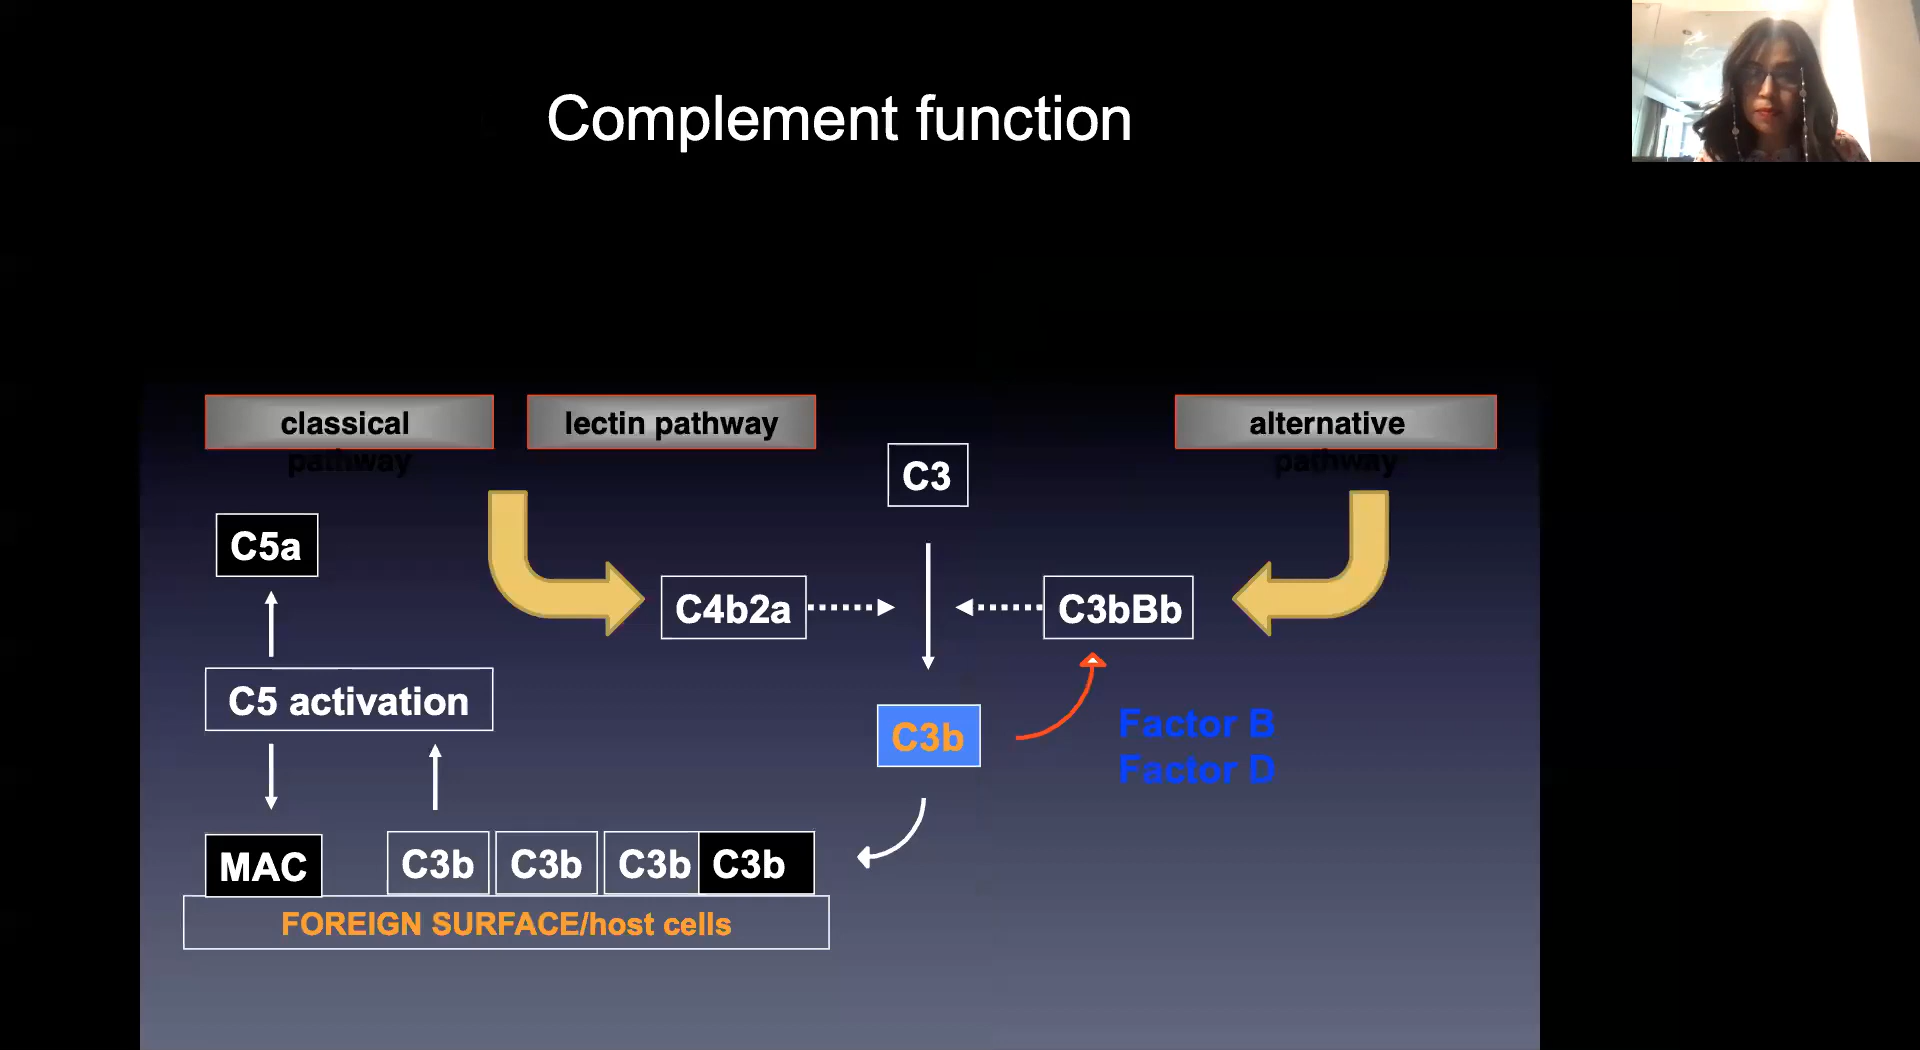 Complement function
classical
pathway
lectin pathway
alternative
pathway
C3
C5a
C4b2a
C3bBb
C5 activation
C3b
Factor B
Factor D
MAC
C3b
C3b
C3b
C3b
FOREIGN SURFACE/host cells